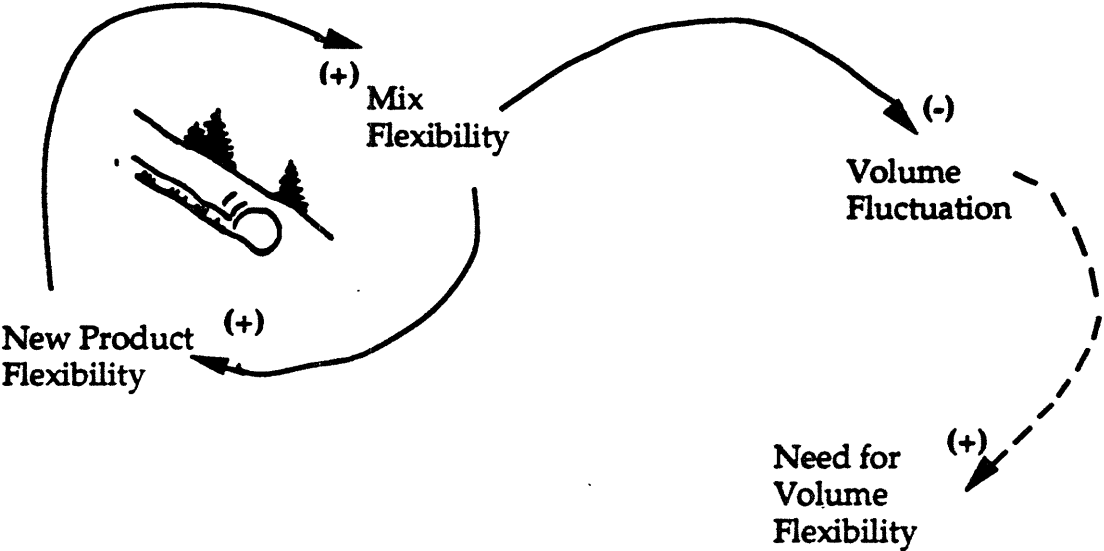 (+)
Mix
Flexibility
(-)
Volume
Fluctuation
New Product
Flexibility
(+)
Need for
Volume
Flexibility
(+)